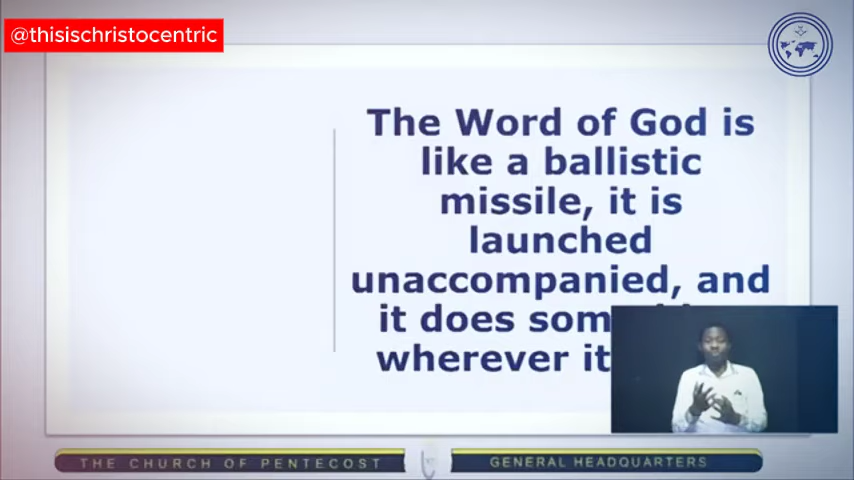 @thisischristocentric
The Word of God is
like a ballistic
missile, it is
launched
unaccompanied, and
it does som
wherever it
THE CHURCH OF PENTECOST
GENERAL HEADQUARTERS